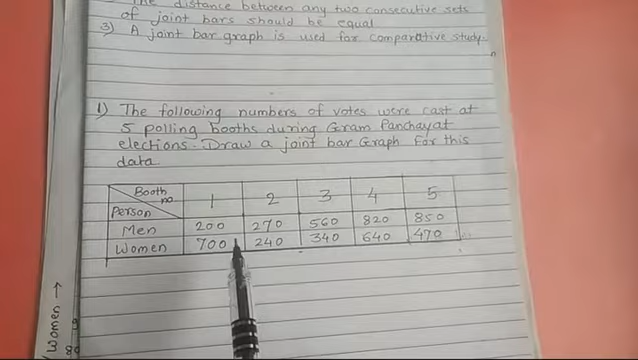 The distance between any two consecutive sets
of joint bars should be equal
3) A joint bar graph is used for comparative study.
1) The following numbers of votes were cast at
5 polling booths during Gram Panchayat
elections. Draw a joint bar Graph for this
data
Booth no Person 1 2 3 4 5
Men 200 270 560 820 850
Women 700 240 340 640 470
Women →